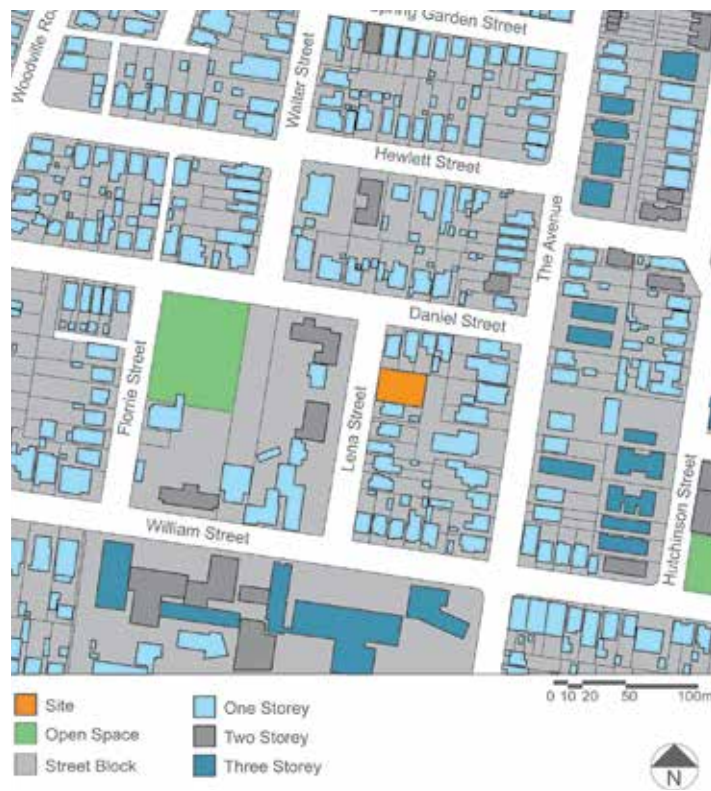 Woodville Roa
Walter Street
Spring Garden Street
Hewlett Street
The Avenue
Daniel Street
Florrie Street
Lena Street
William Street
Hutchinson Street
0 10 20 50 100m
Site
Open Space
Street Block
One Storey
Two Storey
Three Storey
N